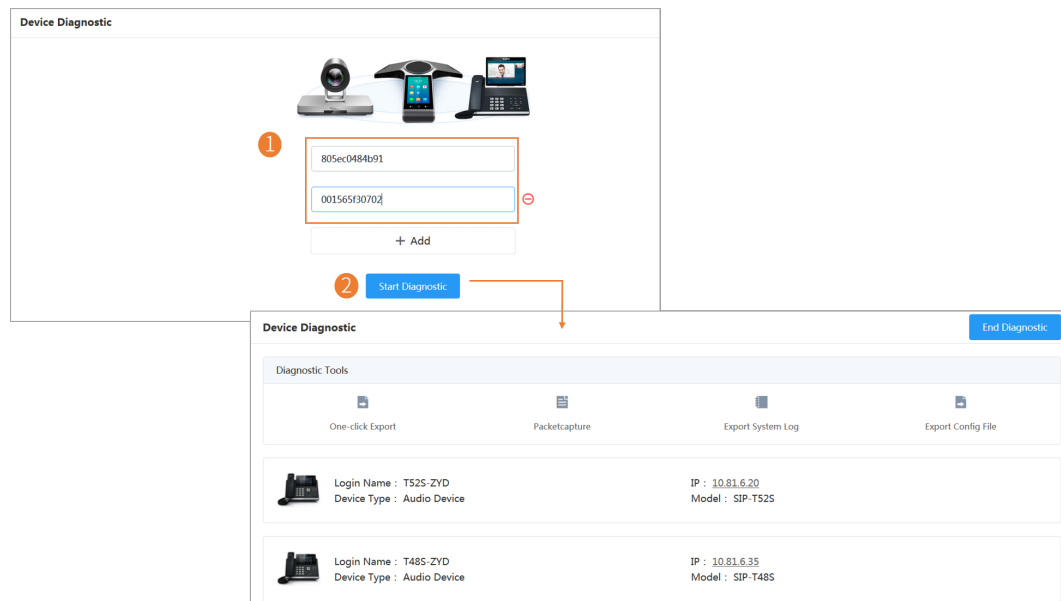 Device Diagnostic
1
805ec0484b91
001565f30702
+ Add
2
Start Diagnostic
Device Diagnostic
End Diagnostic
Diagnostic Tools
One-click Export
Packetcapture
Export System Log
Export Config File
Login Name : T52S-ZYD
IP : 10.81.6.20
Device Type : Audio Device
Model : SIP-T52S
Login Name : T48S-ZYD
IP : 10.81.6.35
Device Type : Audio Device
Model : SIP-T48S